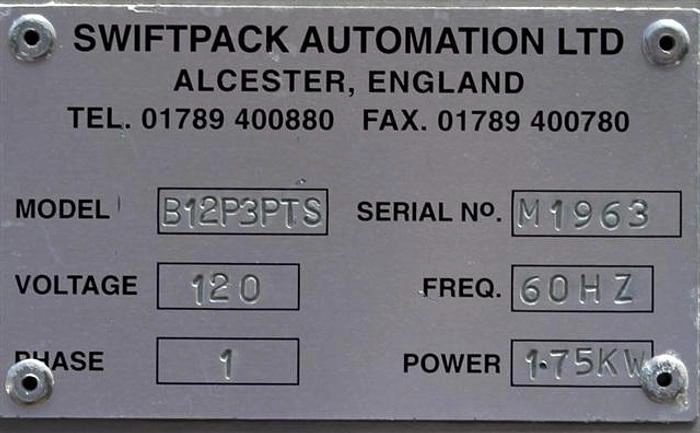 SWIFTPACK AUTOMATION LTD
ALCESTER, ENGLAND
TEL. 01789 400880 FAX. 01789 400780
MODEL B12P3PTS SERIAL Nº. M1963
VOLTAGE 120 FREQ. 60HZ
PHASE 1 POWER 1.75KW